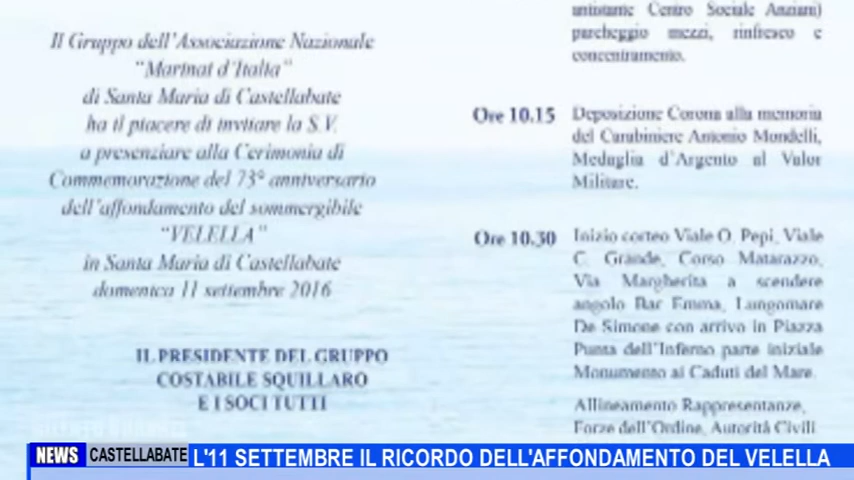 Il Gruppo dell'Associazione Nazionale
"Marinai d'Italia"
di Santa Maria di Castellabate
ha il piacere di invitare la S.V.
a presenziare alla Cerimonia di
Commemorazione del 73° anniversario
dell'affondamento del sommergibile
"VELELLA"
in Santa Maria di Castellabate
domenica 11 settembre 2016
IL PRESIDENTE DEL GRUPPO
COSTABILE SQUILLARO
E I SOCI TUTTI
antistante Centro Sociale Anziani)
parcheggio mezzi, rinfresco e
concentramento.
Ore 10.15 Deposizione Corona alla memoria
del Carabiniere Antonio Mondelli,
Medaglia d'Argento al Valor
Militare.
Ore 10.30 Inizio corteo Viale O. Pepi, Viale
C. Grande, Corso Matarazzo,
Via Margherita a scendere
angolo Bar Emma, Lungomare
De Simone con arrivo in Piazza
Punta dell'Inferno parte iniziale
Monumento ai Caduti del Mare.
Allineamento Rappresentanze,
Forze dell'Ordine, Autorità Civili
NEWS CASTELLABATE L'11 SETTEMBRE IL RICORDO DELL'AFFONDAMENTO DEL VELELLA